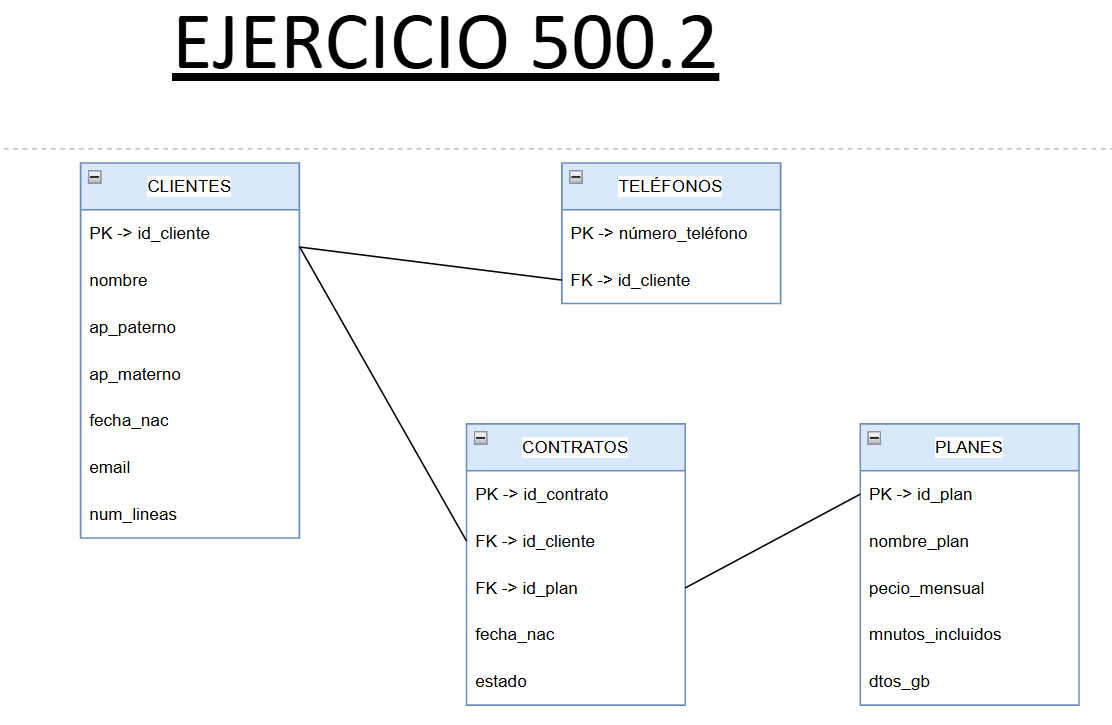 EJERCICIO 500.2
CLIENTES
PK -> id_cliente
nombre
ap_paterno
ap_materno
fecha_nac
email
num_lineas
TELÉFONOS
PK -> número_teléfono
FK -> id_cliente
CONTRATOS
PK -> id_contrato
FK -> id_cliente
FK -> id_plan
fecha_nac
estado
PLANES
PK -> id_plan
nombre_plan
pecio_mensual
mnutos_incluidos
dtos_gb